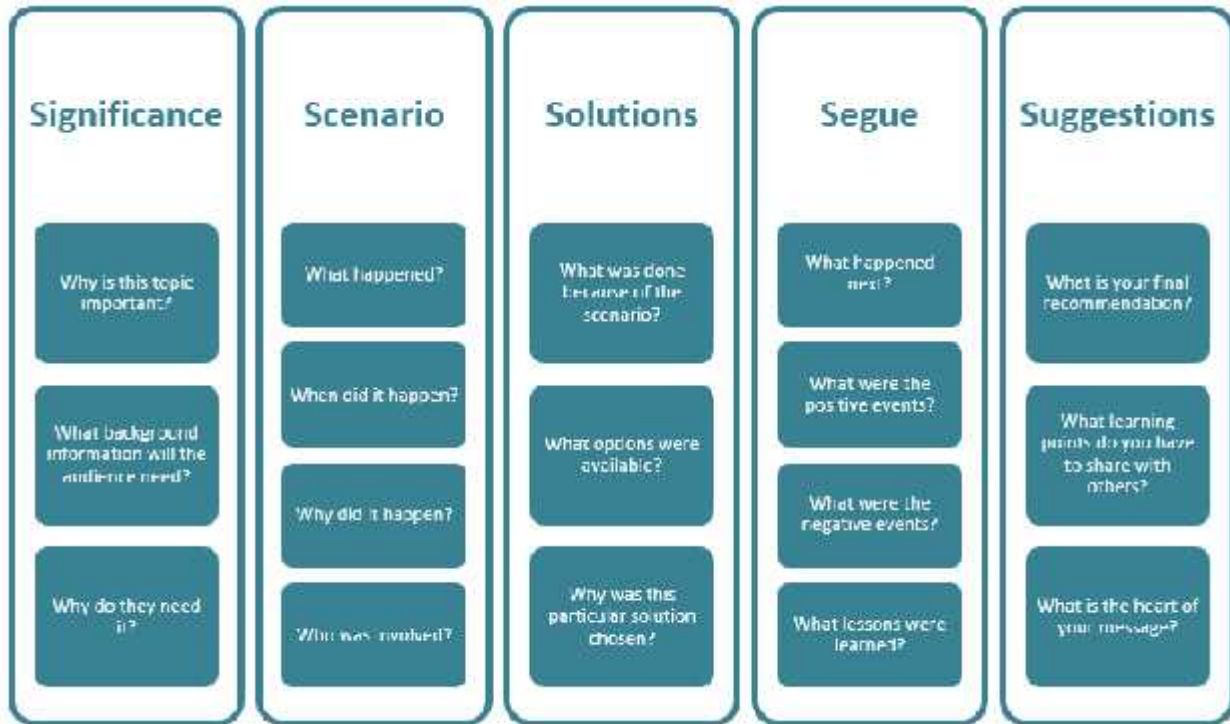 Significance
Why is this topic
important?
What background
information will the
audience need?
Why do they need
it?
Scenario
What happened?
When did it happen?
Why did it happen?
Who was involved?
Solutions
What was done
because of the
scenario?
What options were
available?
Why was this
particular solution
chosen?
Segue
What happened
next?
What were the
positive events?
What were the
negative events?
What lessons were
learned?
Suggestions
What is your final
recommendation?
What learning
points do you have
to share with
others?
What is the heart of
your message?